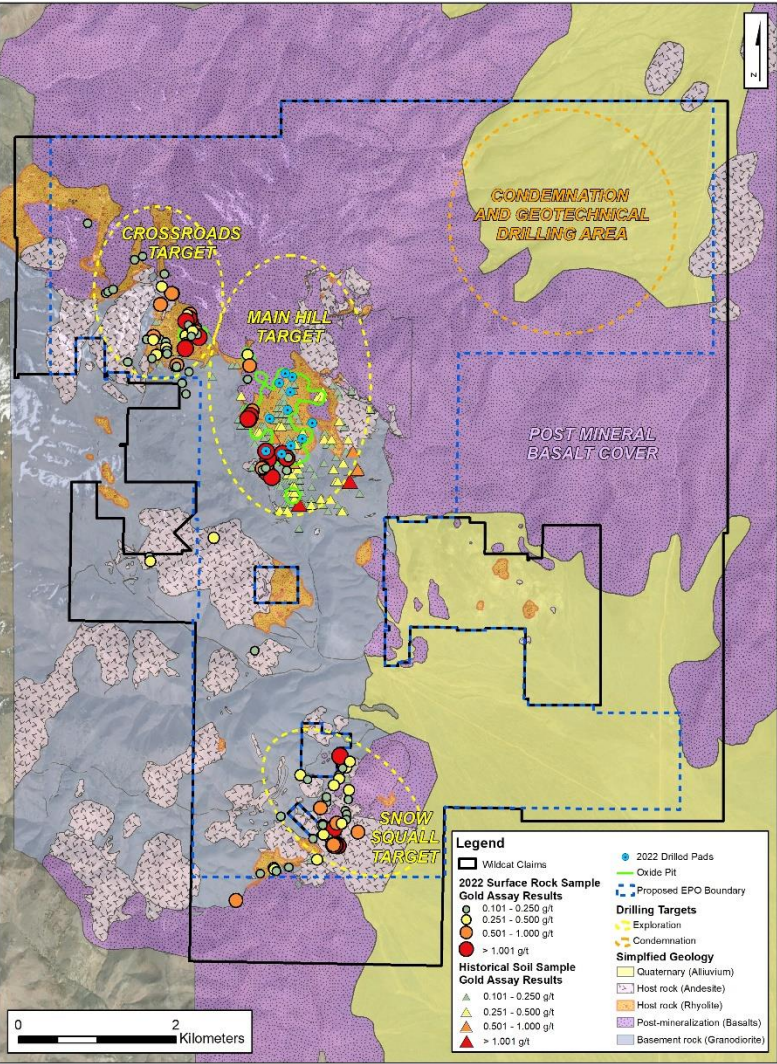 N
CONDEMNATION
AND GEOTECHNICAL
DRILLING AREA
CROSSROADS
TARGET
MAIN HILL
TARGET
POST MINERAL
BASALT COVER
SNOW
SQUALL
TARGET
Legend
Wildcat Claims
2022 Surface Rock Sample
Gold Assay Results
0.101 - 0.250 g/t
0.251 - 0.500 g/t
0.501 - 1.000 g/t
> 1.001 g/t
Historical Soil Sample
Gold Assay Results
0.101 - 0.250 g/t
0.251 - 0.500 g/t
0.501 - 1.000 g/t
> 1.001 g/t
2022 Drilled Pads
Oxide Pit
Proposed EPO Boundary
Drilling Targets
Exploration
Condemnation
Simplfied Geology
Quaternary (Alliuvium)
Host rock (Andesite)
Host rock (Rhyolite)
Post-mineralization (Basalts)
Basement rock (Granodiorite)
0 2
Kilometers